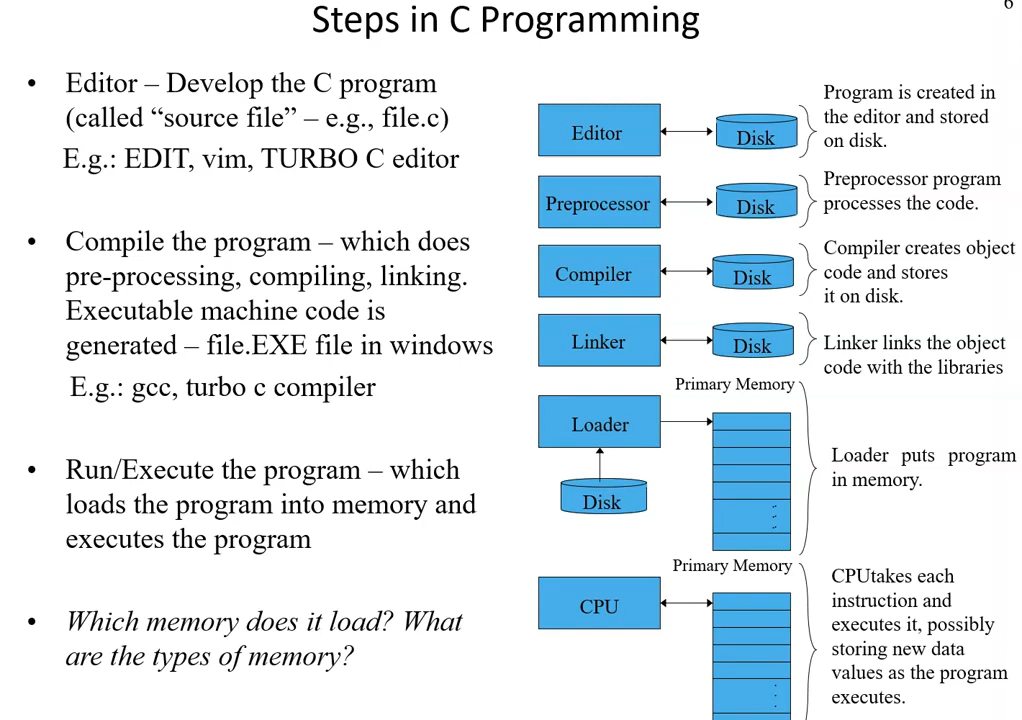 6
Steps in C Programming
• Editor – Develop the C program
(called “source file” – e.g., file.c)
E.g.: EDIT, vim, TURBO C editor
• Compile the program – which does
pre-processing, compiling, linking.
Executable machine code is
generated – file.EXE file in windows
E.g.: gcc, turbo c compiler
• Run/Execute the program – which
loads the program into memory and
executes the program
• Which memory does it load? What
are the types of memory?
Editor
Disk
Program is created in
the editor and stored
on disk.
Preprocessor
Disk
Preprocessor program
processes the code.
Compiler
Disk
Compiler creates object
code and stores
it on disk.
Linker
Disk
Linker links the object
code with the libraries
Primary Memory
Loader
Disk
Loader puts program
in memory.
Primary Memory
CPU
CPUtakes each
instruction and
executes it, possibly
storing new data
values as the program
executes.